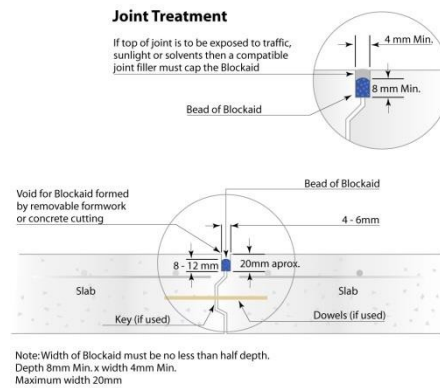 Joint Treatment
If top of joint is to be exposed to traffic,
sunlight or solvents then a compatible
joint filler must cap the Blockaid
4 mm Min.
8 mm Min.
Bead of Blockaid
Bead of Blockaid
Void for Blockaid formed
by removable formwork
or concrete cutting
4 - 6mm
8 - 12 mm
20mm aprox.
Slab
Slab
Key (if used)
Dowels (if used)
Note: Width of Blockaid must be no less than half depth.
Depth 8mm Min. x width 4mm Min.
Maximum width 20mm